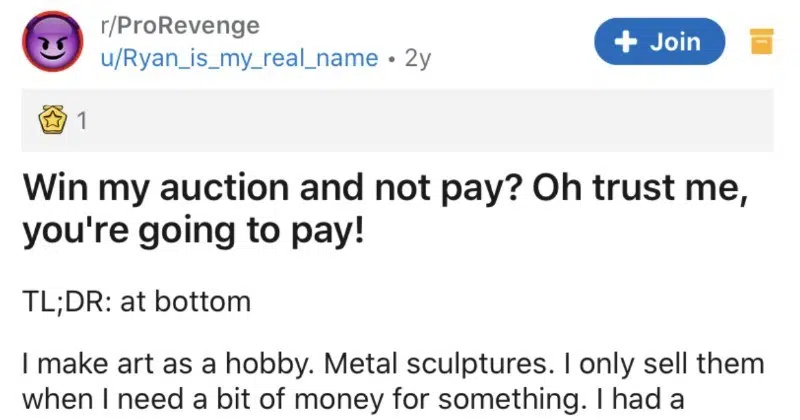 r/ProRevenge
u/Ryan_is_my_real_name • 2y
+ Join
1
Win my auction and not pay? Oh trust me,
you're going to pay!
TL;DR: at bottom
I make art as a hobby. Metal sculptures. I only sell them
when I need a bit of money for something. I had a